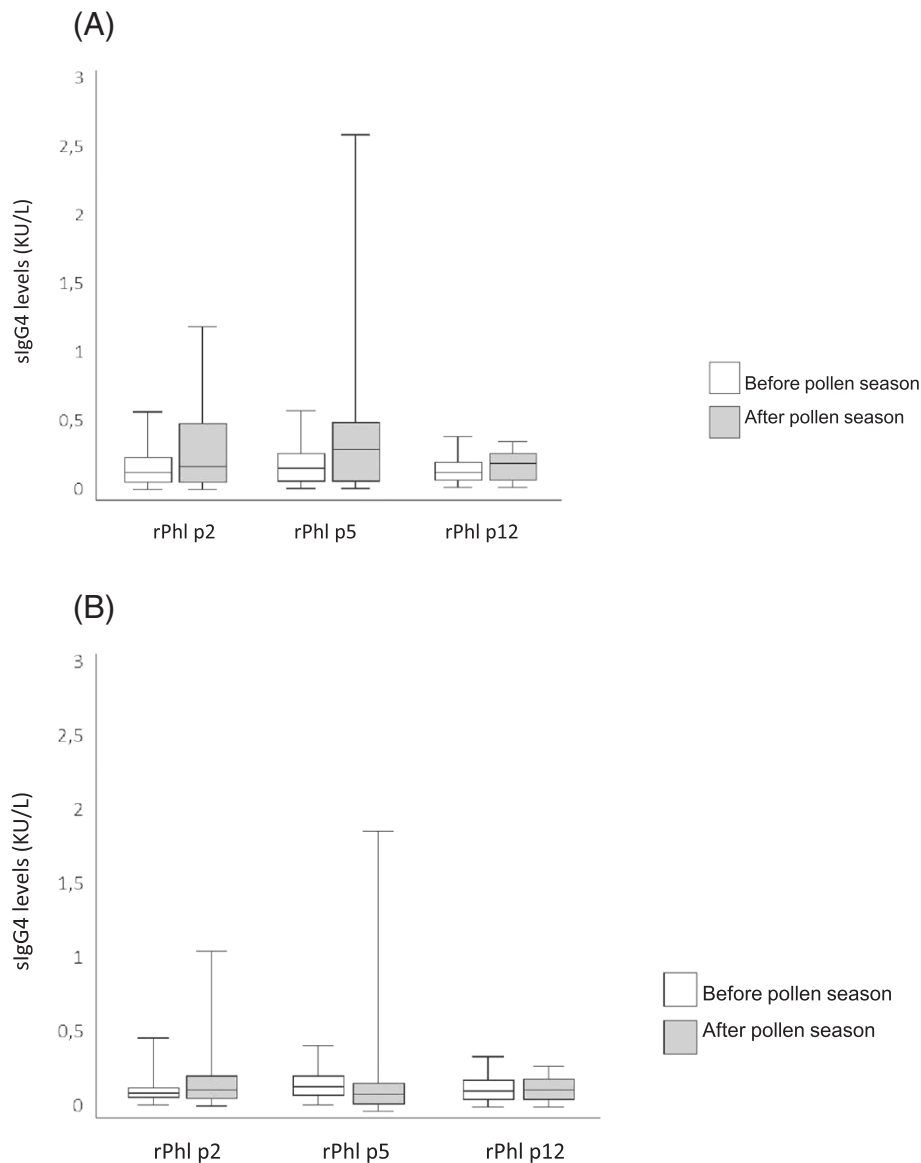 (A)
3
2,5
2
1,5
1
0,5
0
sIgG4 levels (KU/L)
rPhl p2
rPhl p5
rPhl p12
Before pollen season
After pollen season
(B)
3
2,5
2
1,5
1
0,5
0
sIgG4 levels (KU/L)
rPhl p2
rPhl p5
rPhl p12
Before pollen season
After pollen season